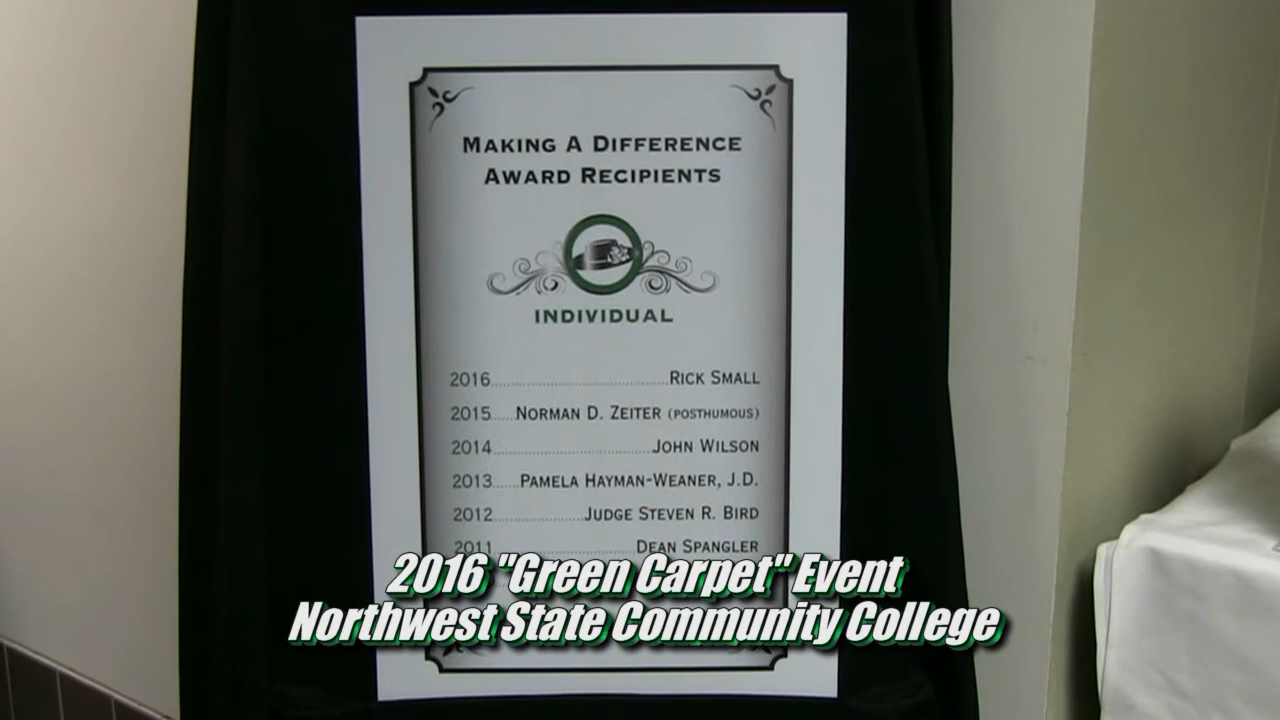 MAKING A DIFFERENCE
AWARD RECIPIENTS
INDIVIDUAL
2016..........RICK SMALL
2015.....NORMAN D. ZEITER (POSTHUMOUS)
2014..........JOHN WILSON
2013.....PAMELA HAYMAN-WEANER, J.D.
2012..........JUDGE STEVEN R. BIRD
2011..........DEAN SPANGLER
2016 "Green Carpet" Event
Northwest State Community College